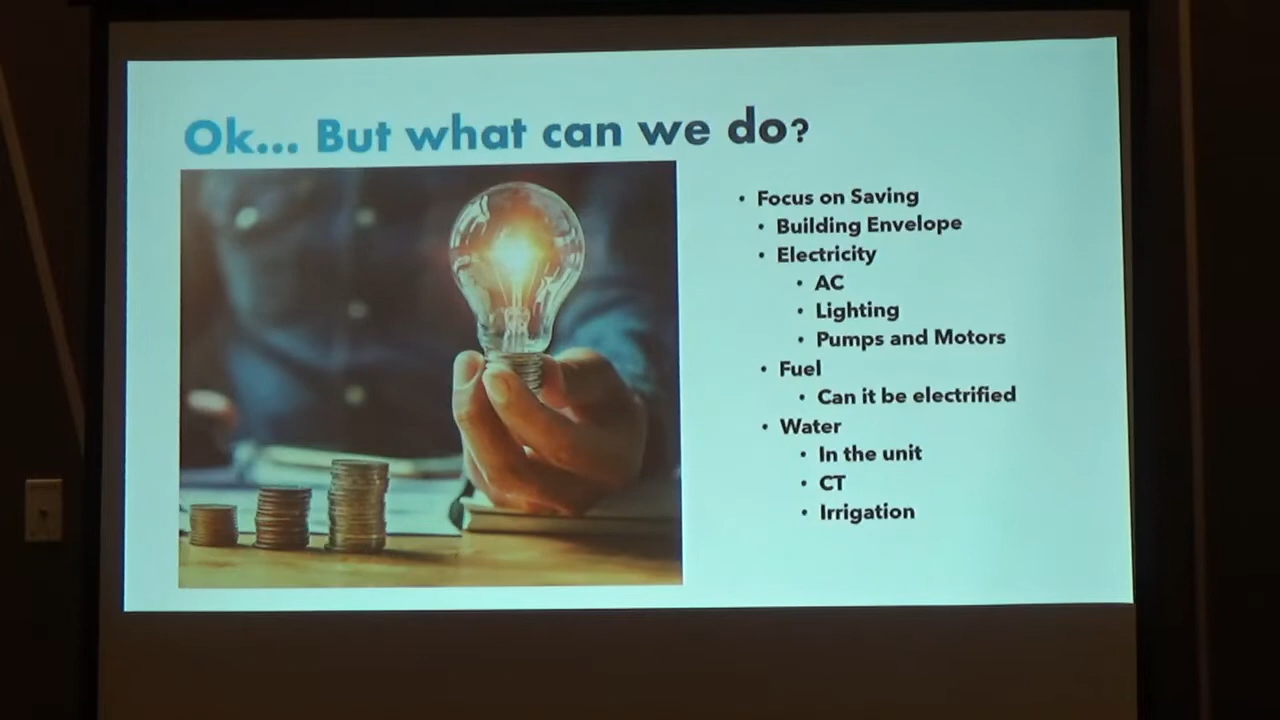 Ok... But what can we do?
• Focus on Saving
• Building Envelope
• Electricity
• AC
• Lighting
• Pumps and Motors
• Fuel
• Can it be electrified
• Water
• In the unit
• CT
• Irrigation